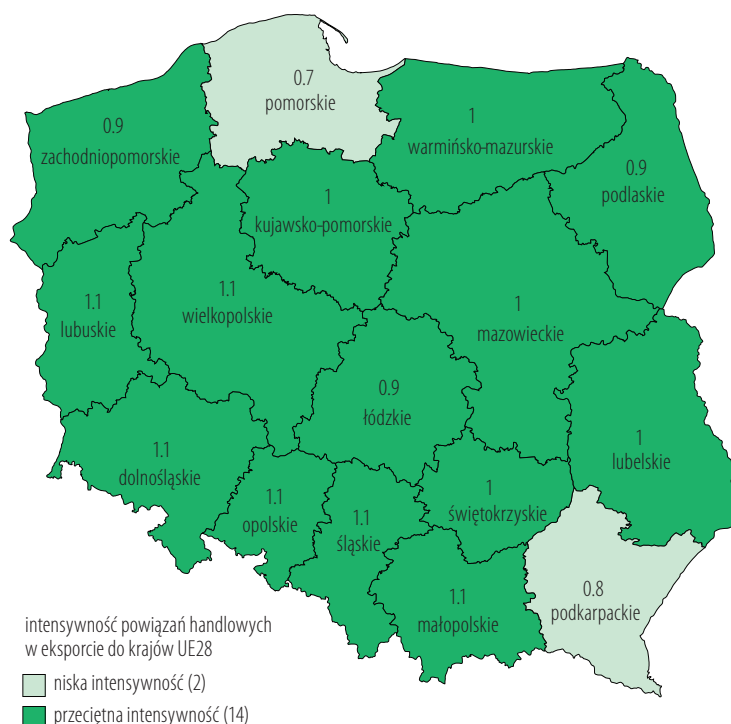 0.7
pomorskie
1
warmińsko-mazurskie
0.9
zachodniopomorskie
0.9
podlaskie
1
kujawsko-pomorskie
1.1
lubuskie
1.1
wielkopolskie
1
mazowieckie
0.9
łódzkie
1.1
dolnośląskie
1
lubelskie
1.1
opolskie
1.1
śląskie
1
świętokrzyskie
1.1
małopolskie
0.8
podkarpackie
intensywność powiązań handlowych
w eksporcie do krajów UE28
niska intensywność (2)
przeciętna intensywność (14)